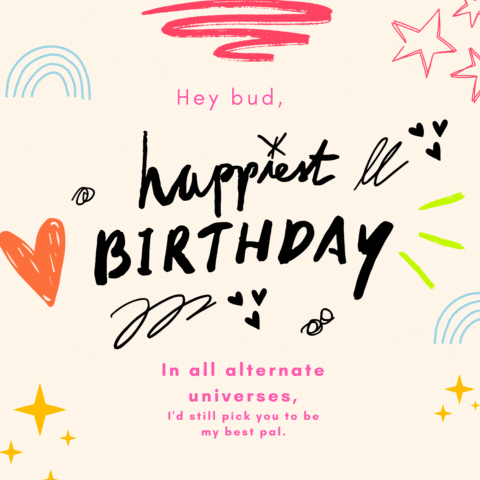 Hey bud,
happiest
BIRTHDAY
In all alternate
universes,
I'd still pick you to be
my best pal.